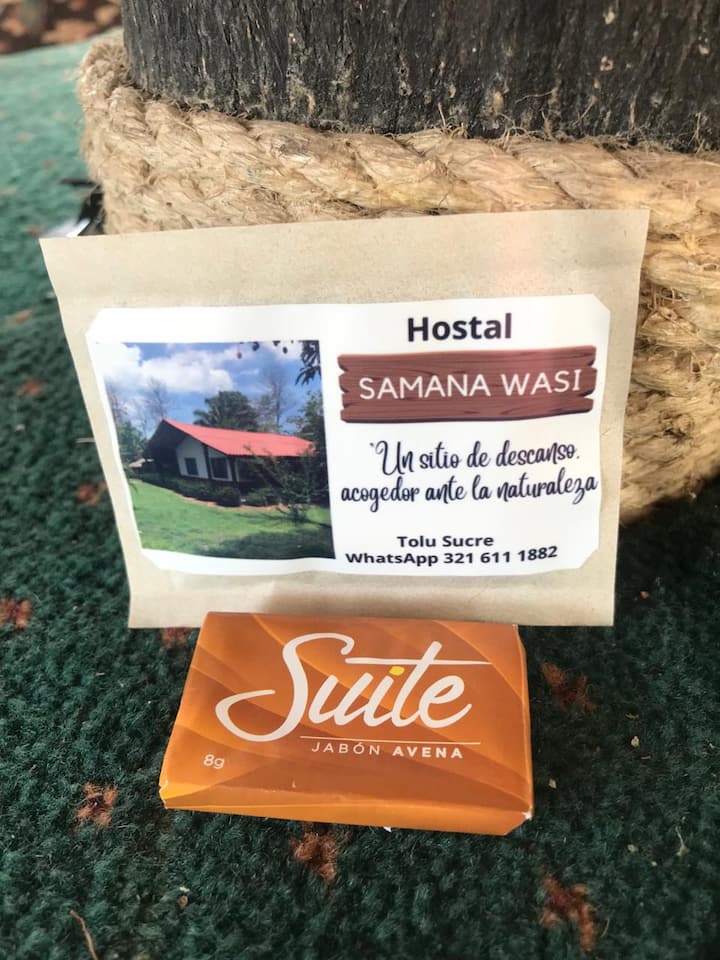 Hostal
SAMANA WASI
"Un sitio de descanso.
acogedor ante la naturaleza
Tolu Sucre
WhatsApp 321 611 1882
Suite
JABÓN AVENA
8g